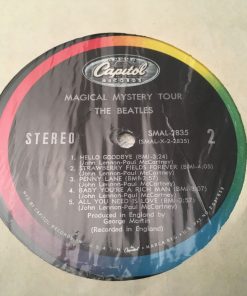 Capitol
RECORDS
MAGICAL MYSTERY TOUR
THE BEATLES
STEREO
SMAL-2835
(SMAL-X-2-2835)
2
1. HELLO GOODBYE (BMI-3:24)
(John Lennon-Paul McCartney)
2. STRAWBERRY FIELDS FOREVER (BMI-4:05)
(John Lennon-Paul McCartney)
3. PENNY LANE (BMI-2:57)
(John Lennon-Paul McCartney)
4. BABY YOU'RE A RICH MAN (BMI-3:07)
(John Lennon-Paul McCartney)
5. ALL YOU NEED IS LOVE (BMI-3:57)
(John Lennon-Paul McCartney)
Produced in England by
George Martin
(Recorded in England)